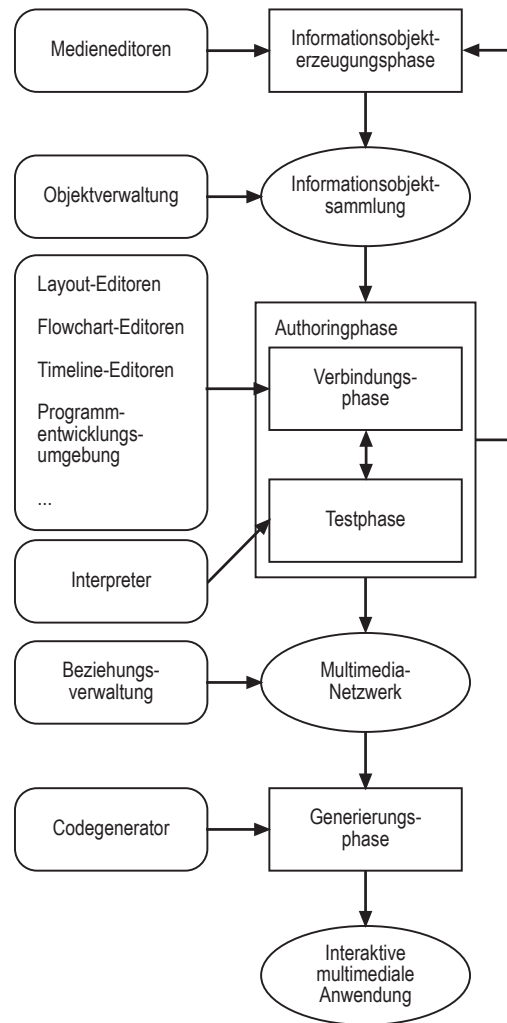 Medieneditoren
Informationsobjekt-
erzeugungsphase
Objektverwaltung
Informationsobjekt-
sammlung
Layout-Editoren
Flowchart-Editoren
Timeline-Editoren
Programm-
entwicklungs-
umgebung
...
Authoringphase
Verbindungs-
phase
Testphase
Interpreter
Beziehungs-
verwaltung
Multimedia-
Netzwerk
Codegenerator
Generierungs-
phase
Interaktive
multimediale
Anwendung